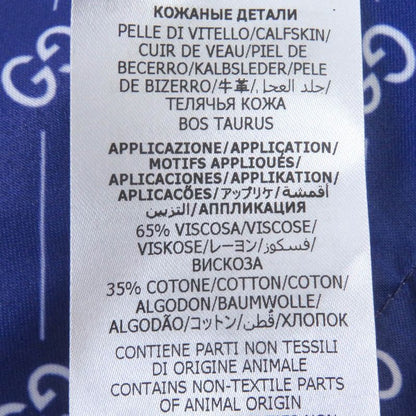 КОЖАНЫЕ ДЕТАЛИ
PELLE DI VITELLO/CALFSKIN/
CUIR DE VEAU/PIEL DE
BECERRO/KALBSLEDER/PELE
DE BIZERRO/牛革/جلد العجل/
ТЕЛЯЧЬЯ КОЖА
BOS TAURUS
APPLICAZIONE/APPLICATION/
MOTIFS APPLIQUÉS/
APLICACIONES/APPLIKATION/
APLICACÕES/アップリケ/أقمشة
التزيين/АППЛИКАЦИЯ
65% VISCOSA/VISCOSE/
VISKOSE/レーヨン/فسكوز/
ВИСКОЗА
35% COTONE/COTTON/COTON/
ALGODON/BAUMWOLLE/
ALGODÃO/コットン/قُطن/ХЛОПОК
CONTIENE PARTI NON TESSILI
DI ORIGINE ANIMALE
CONTAINS NON-TEXTILE PARTS
OF ANIMAL ORIGIN